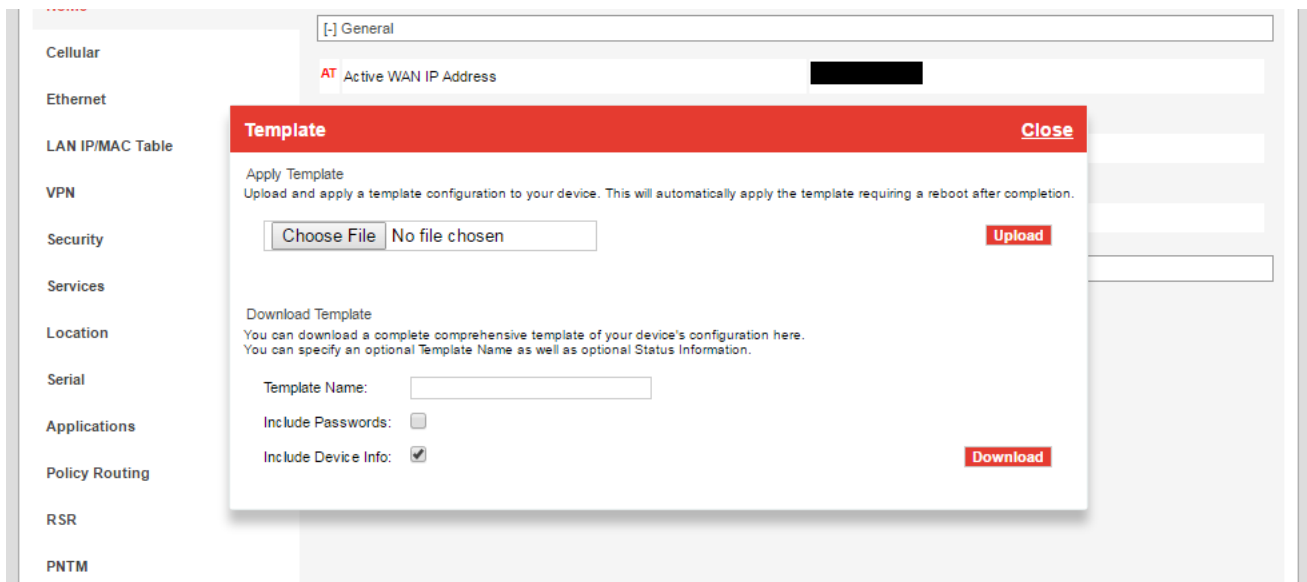 [-] General
Cellular
AT Active WAN IP Address
Ethernet
Template
Close
LAN IP/MAC Table
Apply Template
Upload and apply a template configuration to your device. This will automatically apply the template requiring a reboot after completion.
VPN
Choose File No file chosen
Upload
Security
Services
Download Template
You can download a complete comprehensive template of your device's configuration here.
You can specify an optional Template Name as well as optional Status Information.
Location
Serial
Template Name:
Include Passwords:
Applications
Include Device Info:
Download
Policy Routing
RSR
PNTM